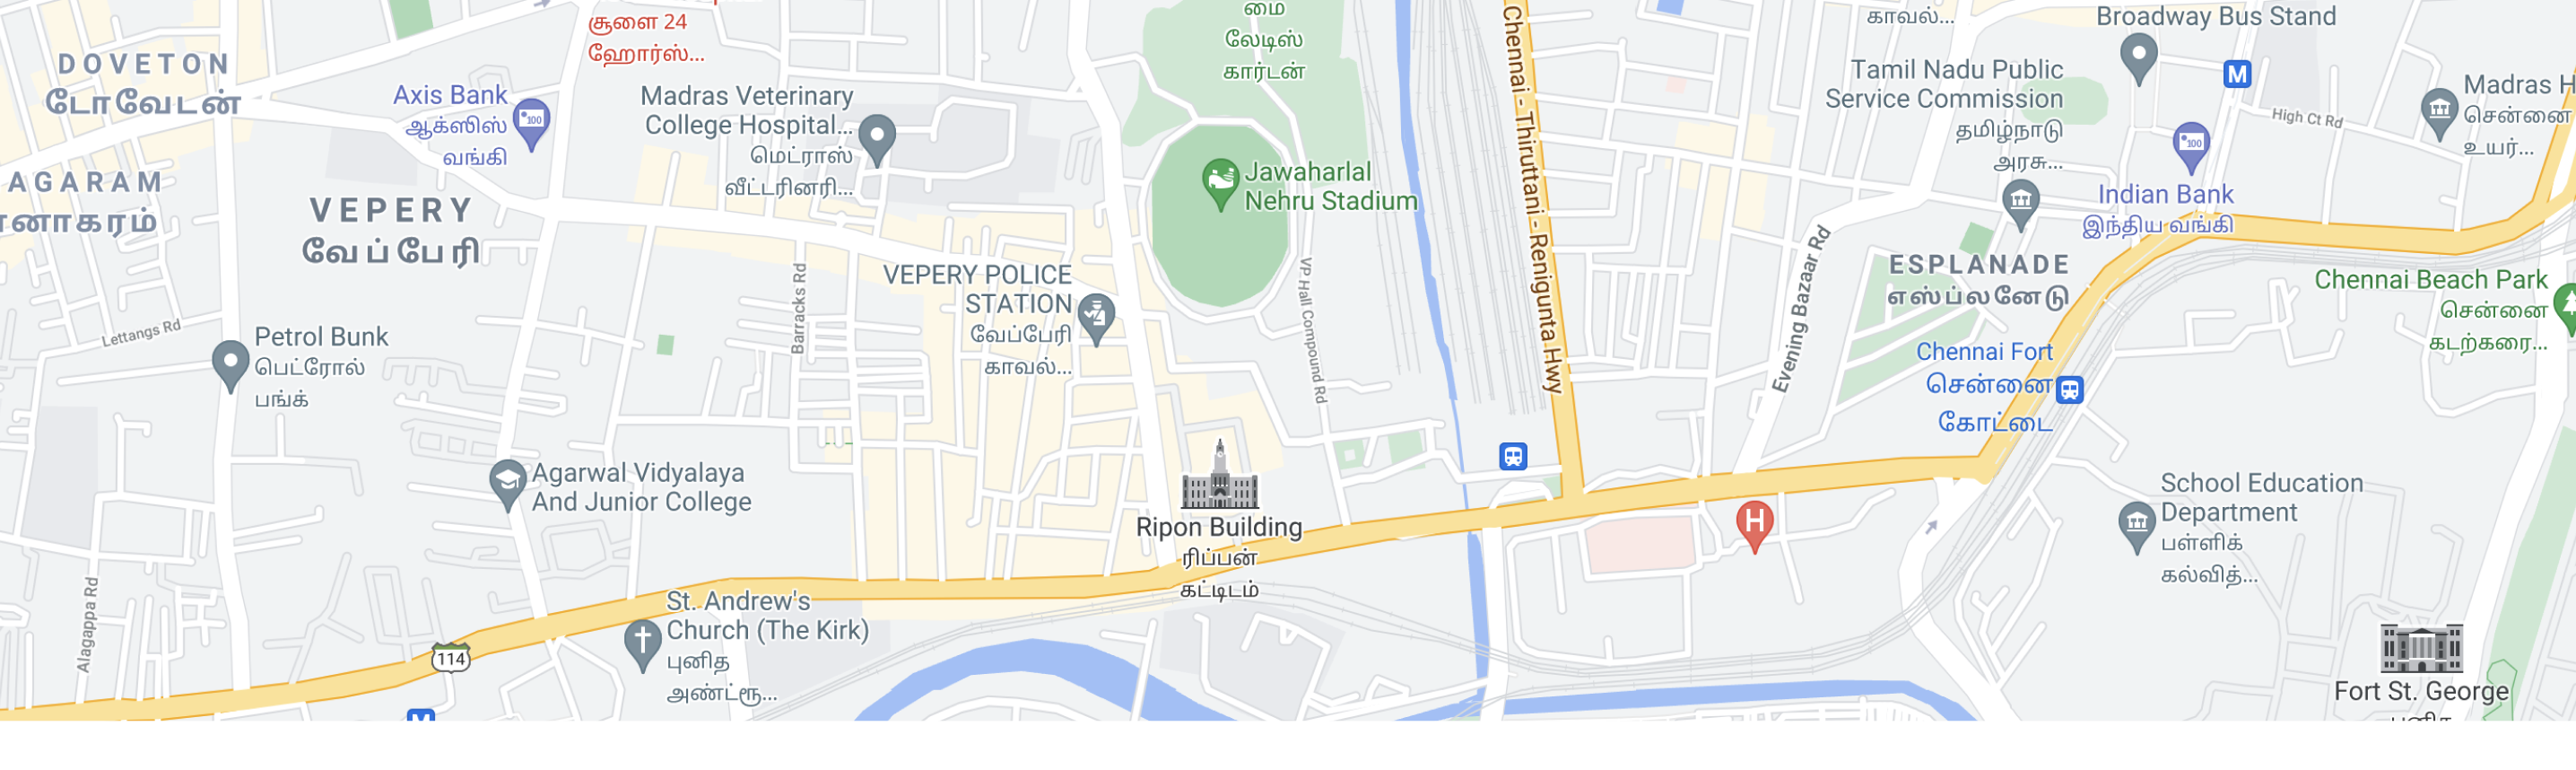 சூளை 24
ஹோர்ஸ்...
DOVETON
டோவேடன்
Axis Bank
ஆக்ஸிஸ்
வங்கி
100
Madras Veterinary
College Hospital...
மெட்ராஸ்
வீட்டரினரி...
மை
லேடிஸ்
கார்டன்
Jawaharlal
Nehru Stadium
Chennai - Thiruttani - Renigunta Hwy
காவல்...
Broadway Bus Stand
M
Tamil Nadu Public
Service Commission
தமிழ்நாடு
அரசு...
100
Indian Bank
இந்திய வங்கி
High Ct Rd
Madras H
சென்னை
உயர்...
AGARAM
னாகரம்
VEPERY
வேப்பேரி
VEPERY POLICE
STATION
வேப்பேரி
காவல்...
Barracks Rd
VP Hall Compound Rd
Evening Bazaar Rd
ESPLANADE
எஸ்ப்லனேடு
Chennai Beach Park
சென்னை
கடற்கரை...
Chennai Fort
சென்னை
கோட்டை
Lettangs Rd
Petrol Bunk
பெட்ரோல்
பங்க்
Agarwal Vidyalaya
And Junior College
Ripon Building
ரிப்பன்
கட்டிடம்
H
School Education
Department
பள்ளிக்
கல்வித்...
Alagappa Rd
114
St. Andrew's
Church (The Kirk)
புனித
அண்ட்ரூ...
Fort St. George